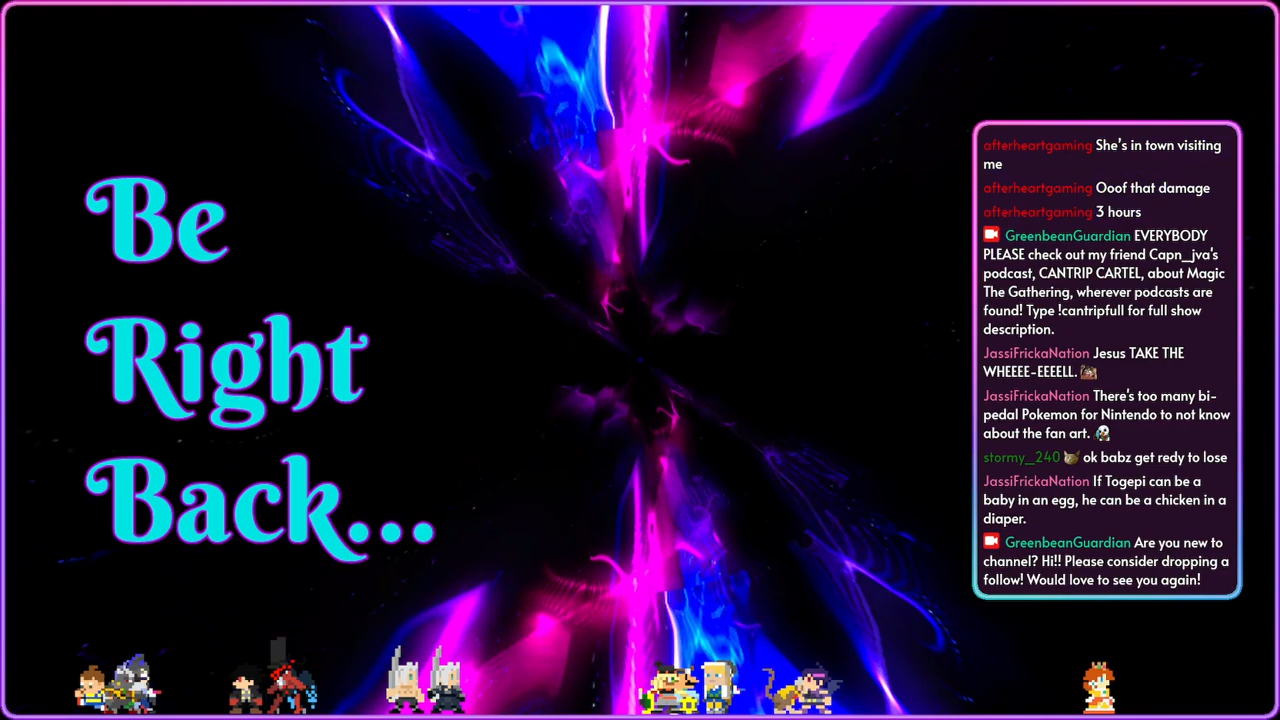 Be
Right
Back...
afterheartgaming She's in town visiting
me
afterheartgaming Ooof that damage
afterheartgaming 3 hours
GreenbeanGuardian EVERYBODY
PLEASE check out my friend Capn_jva's
podcast, CANTRIP CARTEL, about Magic
The Gathering, wherever podcasts are
found! Type !cantripfull for full show
description.
JassiFrickaNation Jesus TAKE THE
WHEEEE-EEEELL.
JassiFrickaNation There's too many bi-
pedal Pokemon for Nintendo to not know
about the fan art.
stormy_240 ok babz get redy to lose
JassiFrickaNation If Togepi can be a
baby in an egg, he can be a chicken in a
diaper.
GreenbeanGuardian Are you new to
channel? Hi!! Please consider dropping a
follow! Would love to see you again!